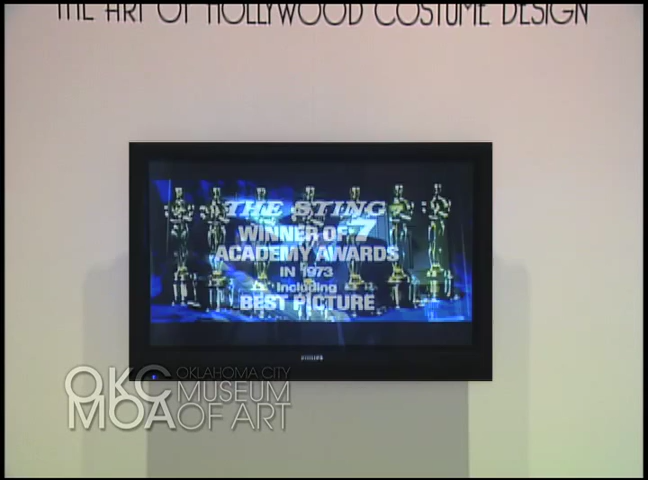 THE ART OF HOLLYWOOD COSTUME DESIGN
THE STING
WINNER OF 7
ACADEMY AWARDS
IN 1973
Including
BEST PICTURE
PHILIPS
OKC
MOA
OKLAHOMA CITY
MUSEUM
OF ART